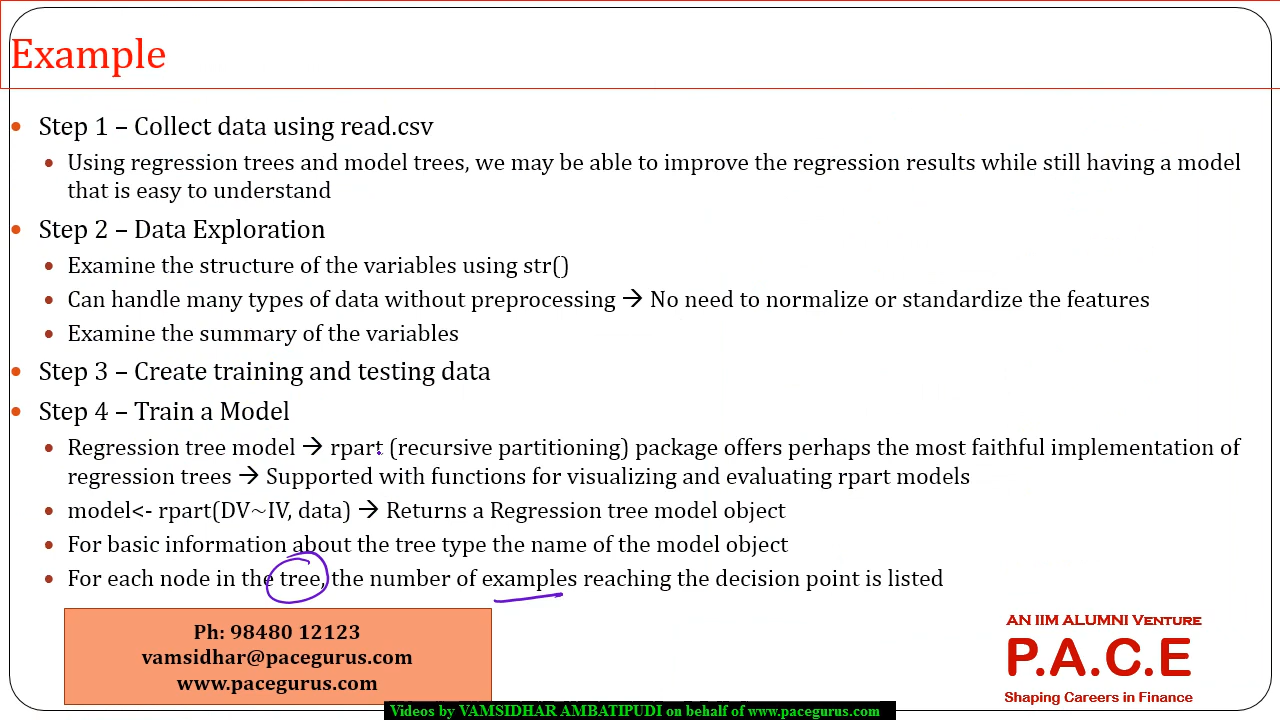 Example
Step 1 – Collect data using read.csv
Using regression trees and model trees, we may be able to improve the regression results while still having a model
that is easy to understand
Step 2 – Data Exploration
Examine the structure of the variables using str()
Can handle many types of data without preprocessing → No need to normalize or standardize the features
Examine the summary of the variables
Step 3 – Create training and testing data
Step 4 – Train a Model
Regression tree model → rpart (recursive partitioning) package offers perhaps the most faithful implementation of
regression trees → Supported with functions for visualizing and evaluating rpart models
model<- rpart(DV~IV, data) → Returns a Regression tree model object
For basic information about the tree type the name of the model object
For each node in the tree, the number of examples reaching the decision point is listed
Ph: 98480 12123
vamsidhar@pacegurus.com
www.pacegurus.com
AN IIM ALUMNI VENTURE
P.A.C.E
Shaping Careers in Finance
Videos by VAMSIDHAR AMBATIPUDI on behalf of www.pacegurus.com